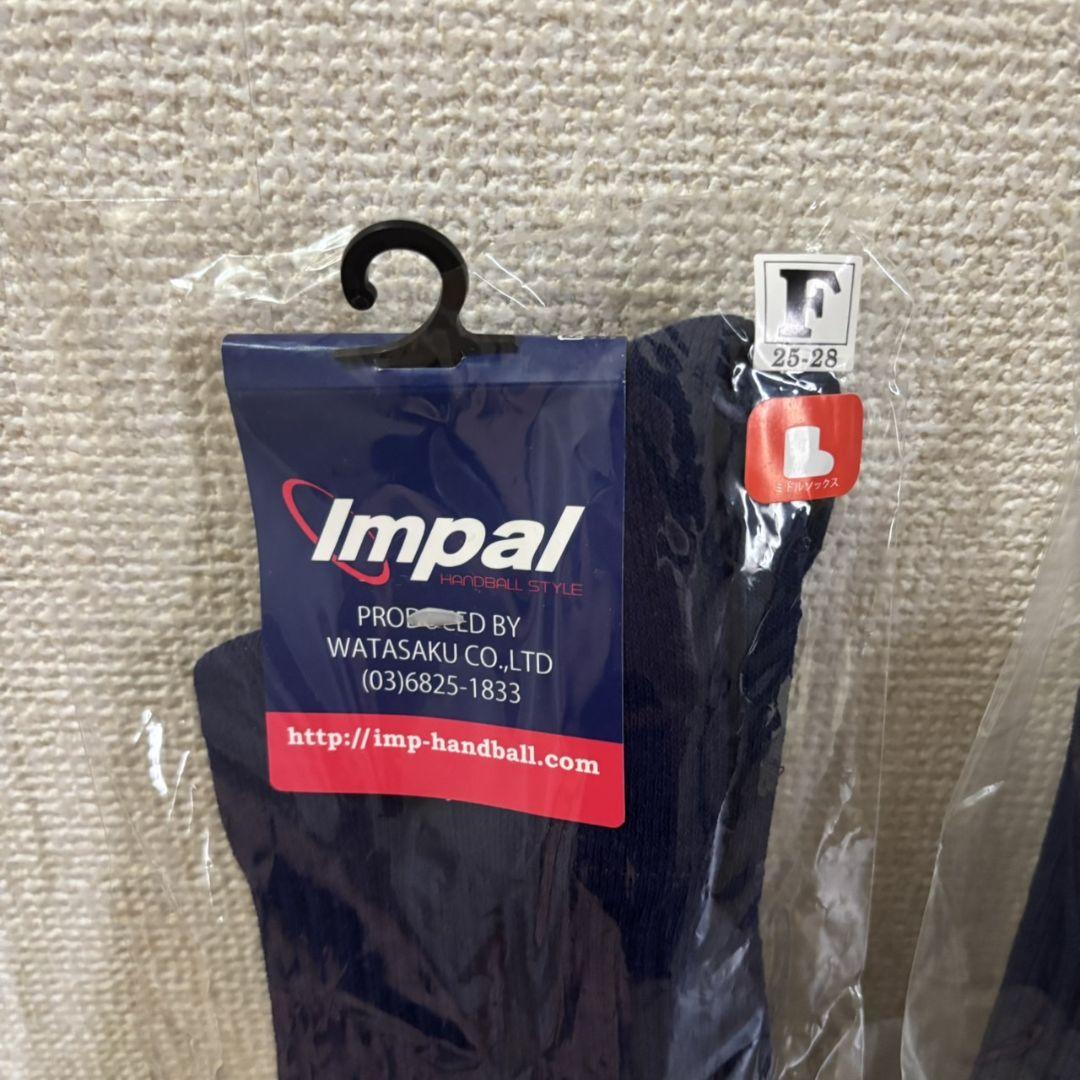 F
25-28
ミドルソックス
Impal
HANDBALL STYLE
PRODUCED BY
WATASAKU CO.,LTD
(03)6825-1833
http://imp-handball.com